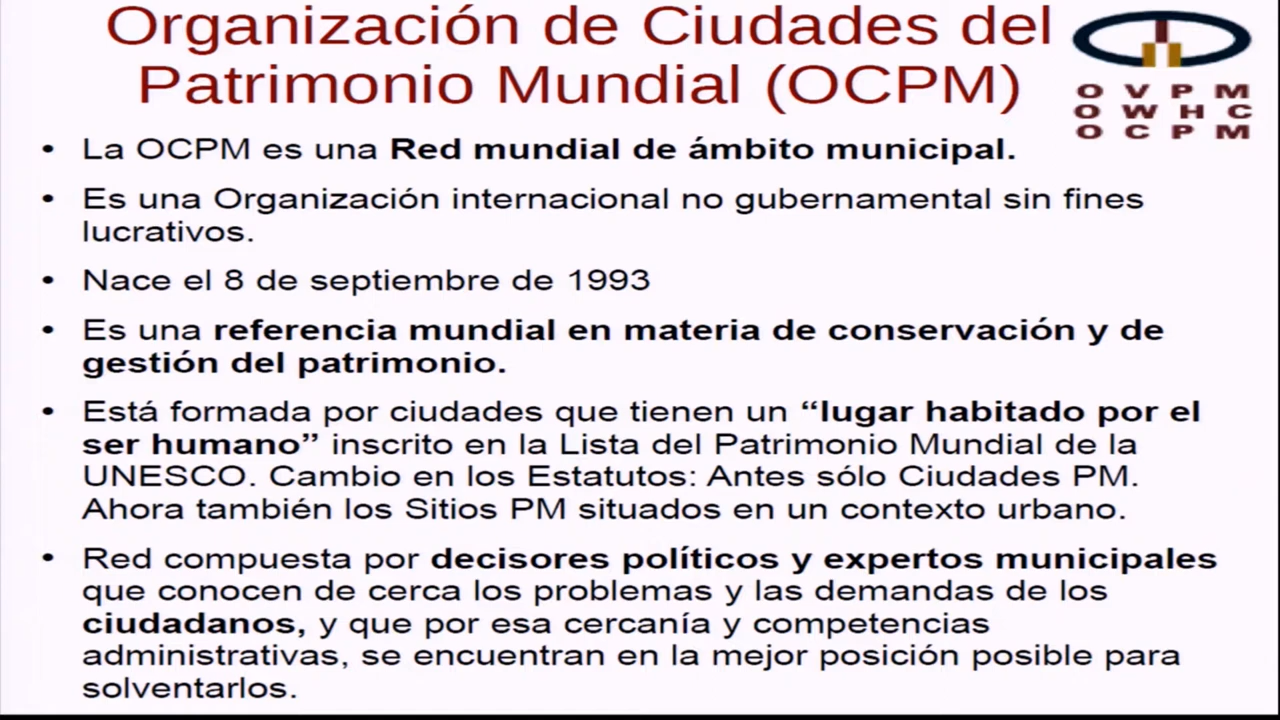 Organización de Ciudades del
Patrimonio Mundial (OCPM)
O V P M
O W H C
O C P M
• La OCPM es una Red mundial de ámbito municipal.
• Es una Organización internacional no gubernamental sin fines
lucrativos.
• Nace el 8 de septiembre de 1993
• Es una referencia mundial en materia de conservación y de
gestión del patrimonio.
• Está formada por ciudades que tienen un “lugar habitado por el
ser humano” inscrito en la Lista del Patrimonio Mundial de la
UNESCO. Cambio en los Estatutos: Antes sólo Ciudades PM.
Ahora también los Sitios PM situados en un contexto urbano.
• Red compuesta por decisores políticos y expertos municipales
que conocen de cerca los problemas y las demandas de los
ciudadanos, y que por esa cercanía y competencias
administrativas, se encuentran en la mejor posición posible para
solventarlos.